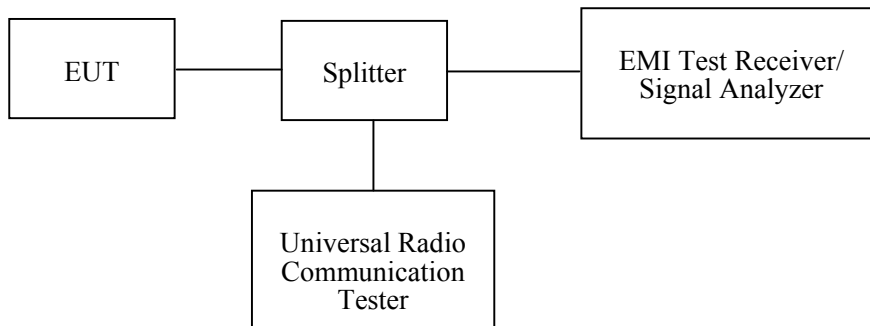 EUT
Splitter
EMI Test Receiver/
Signal Analyzer
Universal Radio
Communication
Tester